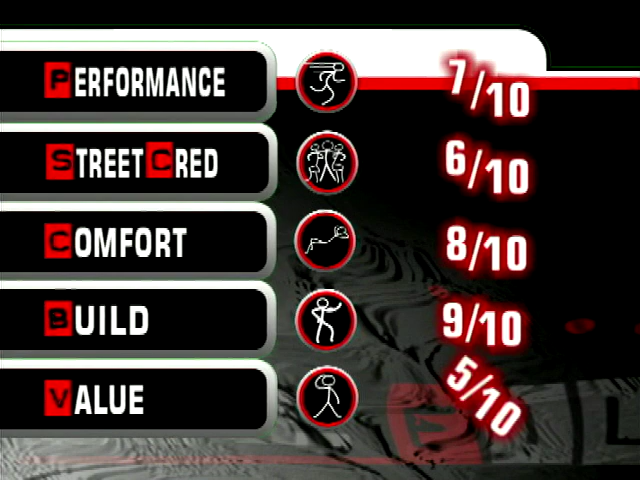 PERFORMANCE 7/10
STREETCRED 6/10
COMFORT 8/10
BUILD 9/10
VALUE 5/10